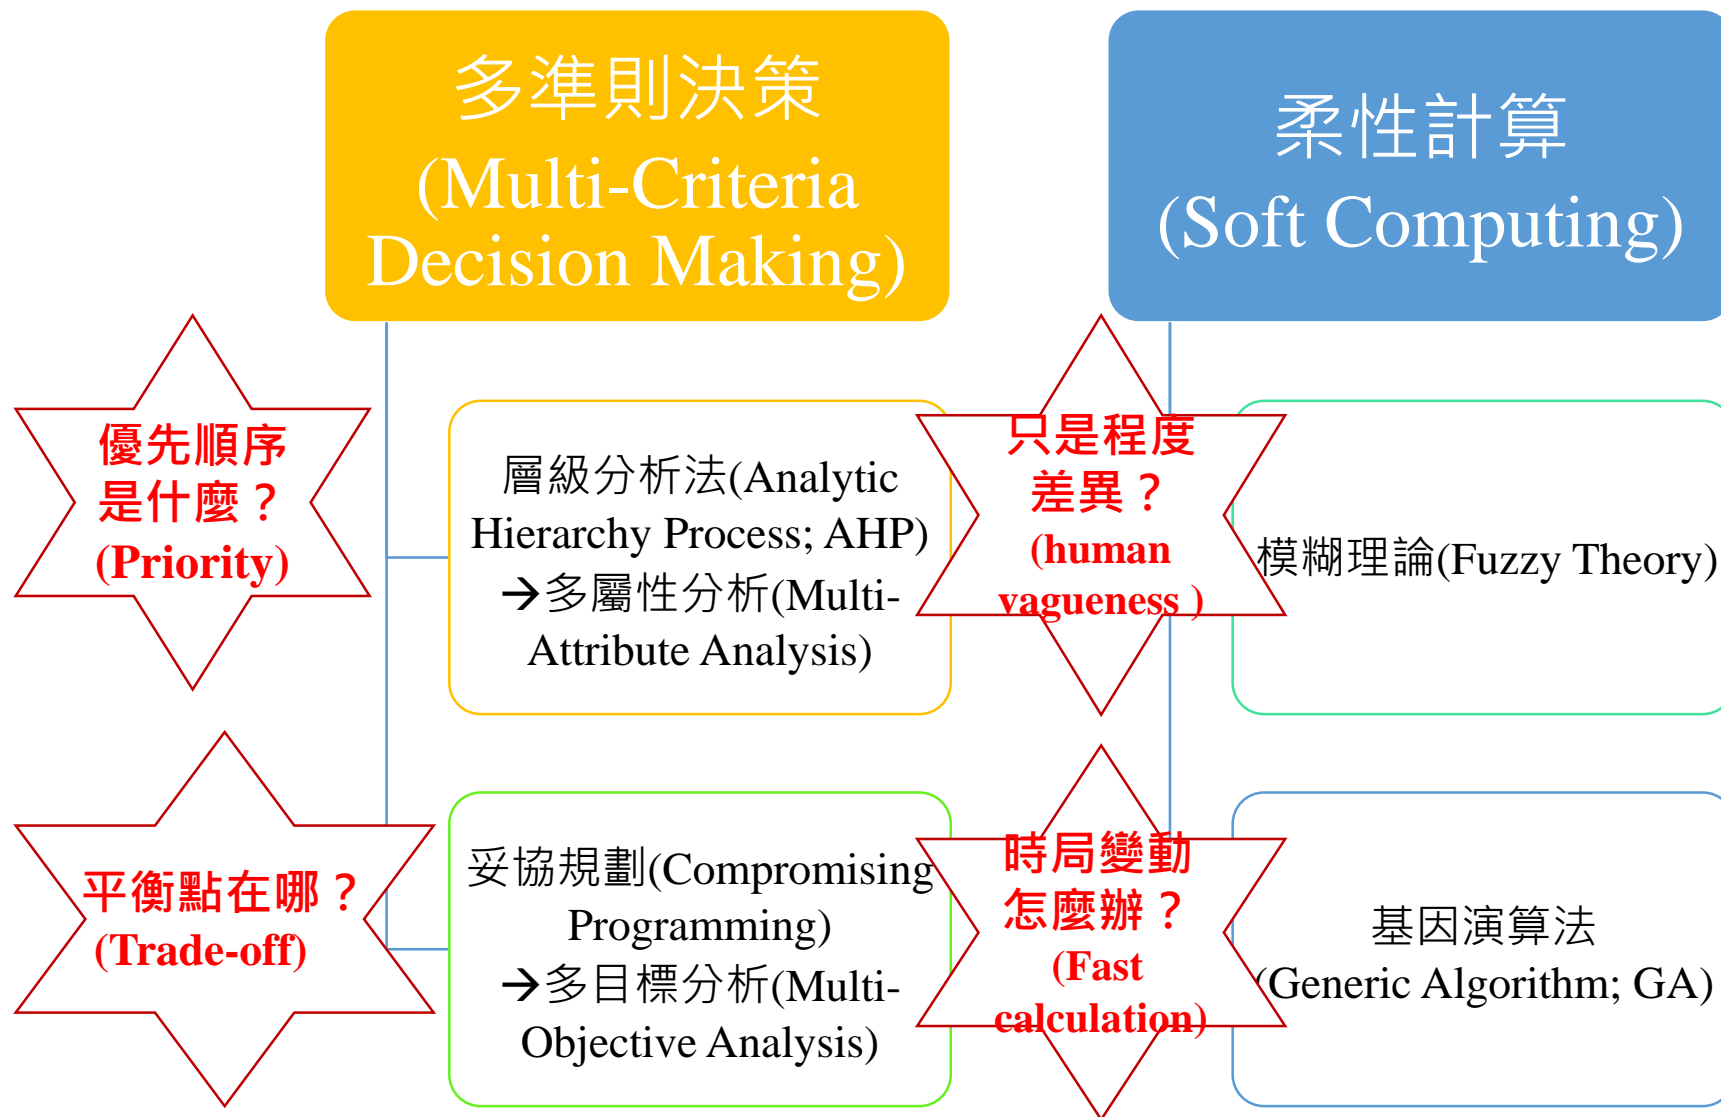 多準則決策
(Multi-Criteria
Decision Making)
柔性計算
(Soft Computing)
優先順序
是什麼？
(Priority)
層級分析法(Analytic
Hierarchy Process; AHP)
→多屬性分析(Multi-
Attribute Analysis)
只是程度
差異？
(human
vagueness )
模糊理論(Fuzzy Theory)
平衡點在哪？
(Trade-off)
妥協規劃(Compromising
Programming)
→多目標分析(Multi-
Objective Analysis)
時局變動
怎麼辦？
(Fast
calculation)
基因演算法
(Generic Algorithm; GA)